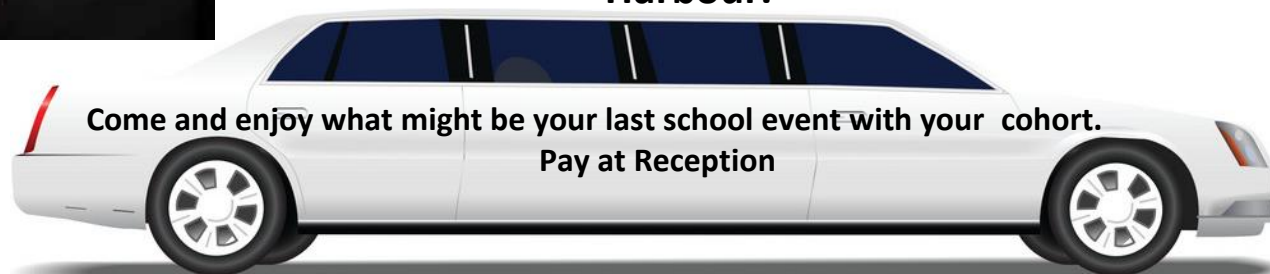 Harbour.
Come and enjoy what might be your last school event with your cohort.
Pay at Reception